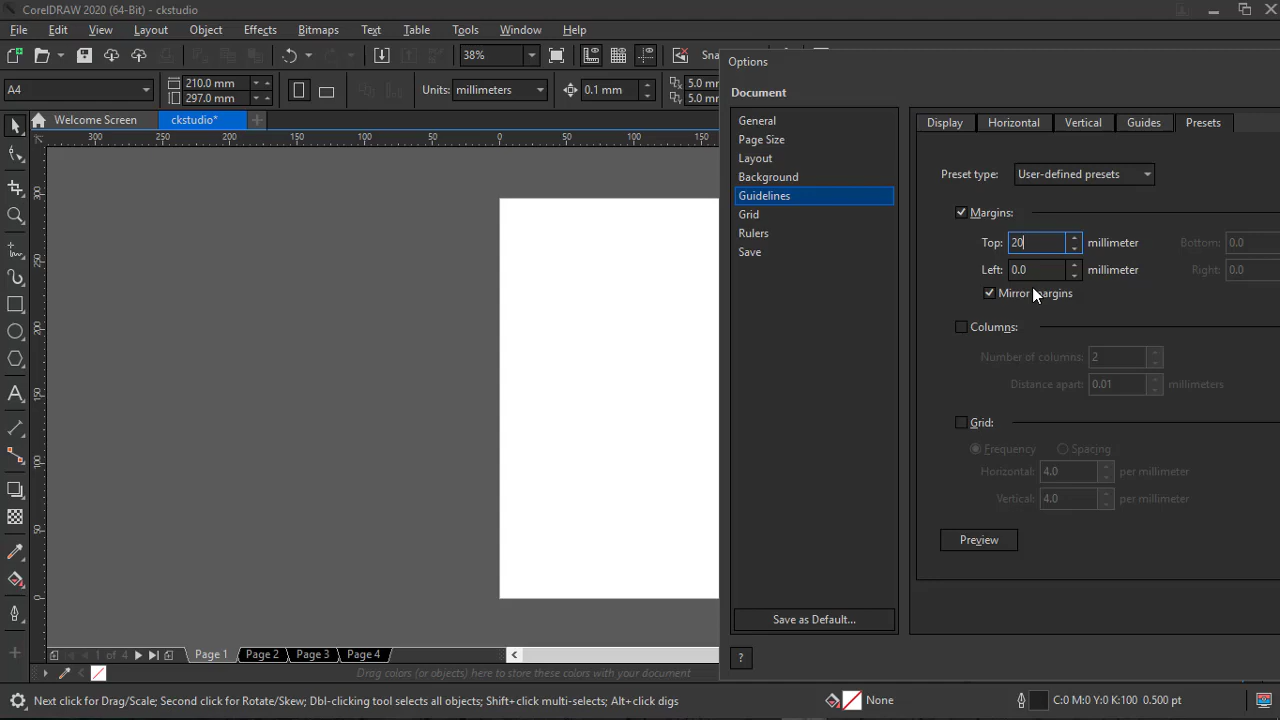 CorelDRAW 2020 (64-Bit) - ckstudio
File Edit View Layout Object Effects Bitmaps Text Table Tools Window Help
38%
A4 210.0 mm 297.0 mm Units: millimeters 0.1 mm 5.0 mm 5.0 mm
Welcome Screen ckstudio*
300 250 200 150 100 50 0 50 100 150
300
250
200
150
100
50
0
Options
Document
General
Page Size
Layout
Background
Guidelines
Grid
Rulers
Save
Save as Default...
?
Display Horizontal Vertical Guides Presets
Preset type: User-defined presets
Margins:
Top: 20 millimeter Bottom: 0.0
Left: 0.0 millimeter Right: 0.0
Mirror margins
Columns:
Number of columns: 2
Distance apart: 0.01 millimeters
Grid:
Frequency Spacing
Horizontal: 4.0 per millimeter
Vertical: 4.0 per millimeter
Preview
1 of 4 Page 1 Page 2 Page 3 Page 4
Drag colors (or objects) here to store these colors with your document
Next click for Drag/Scale; Second click for Rotate/Skew; Dbl-clicking tool selects all objects; Shift+click multi-selects; Alt+click digs None C:0 M:0 Y:0 K:100 0.500 pt